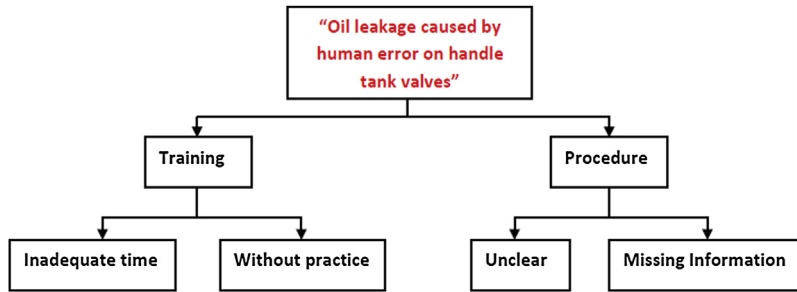 “Oil leakage caused by
human error on handle
tank valves”
Training
Procedure
Inadequate time
Without practice
Unclear
Missing Information